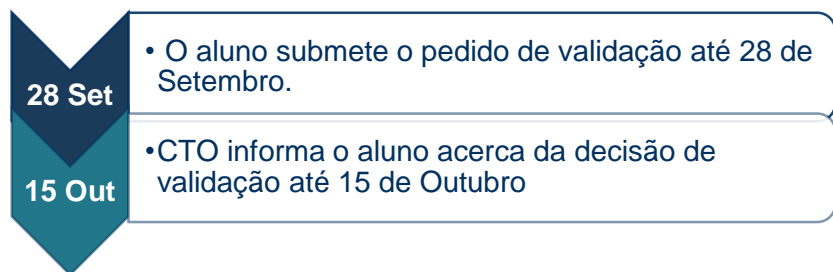 28 Set
• O aluno submete o pedido de validação até 28 de
Setembro.
15 Out
•CTO informa o aluno acerca da decisão de
validação até 15 de Outubro